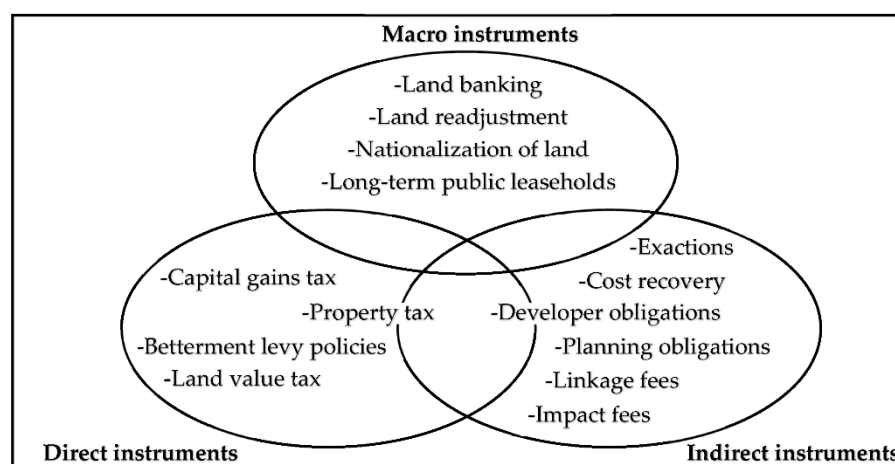 Macro instruments
-Land banking
-Land readjustment
-Nationalization of land
-Long-term public leaseholds
-Exactions
-Capital gains tax
-Cost recovery
-Property tax
-Developer obligations
-Betterment levy policies
-Planning obligations
-Land value tax
-Linkage fees
-Impact fees
Direct instruments
Indirect instruments